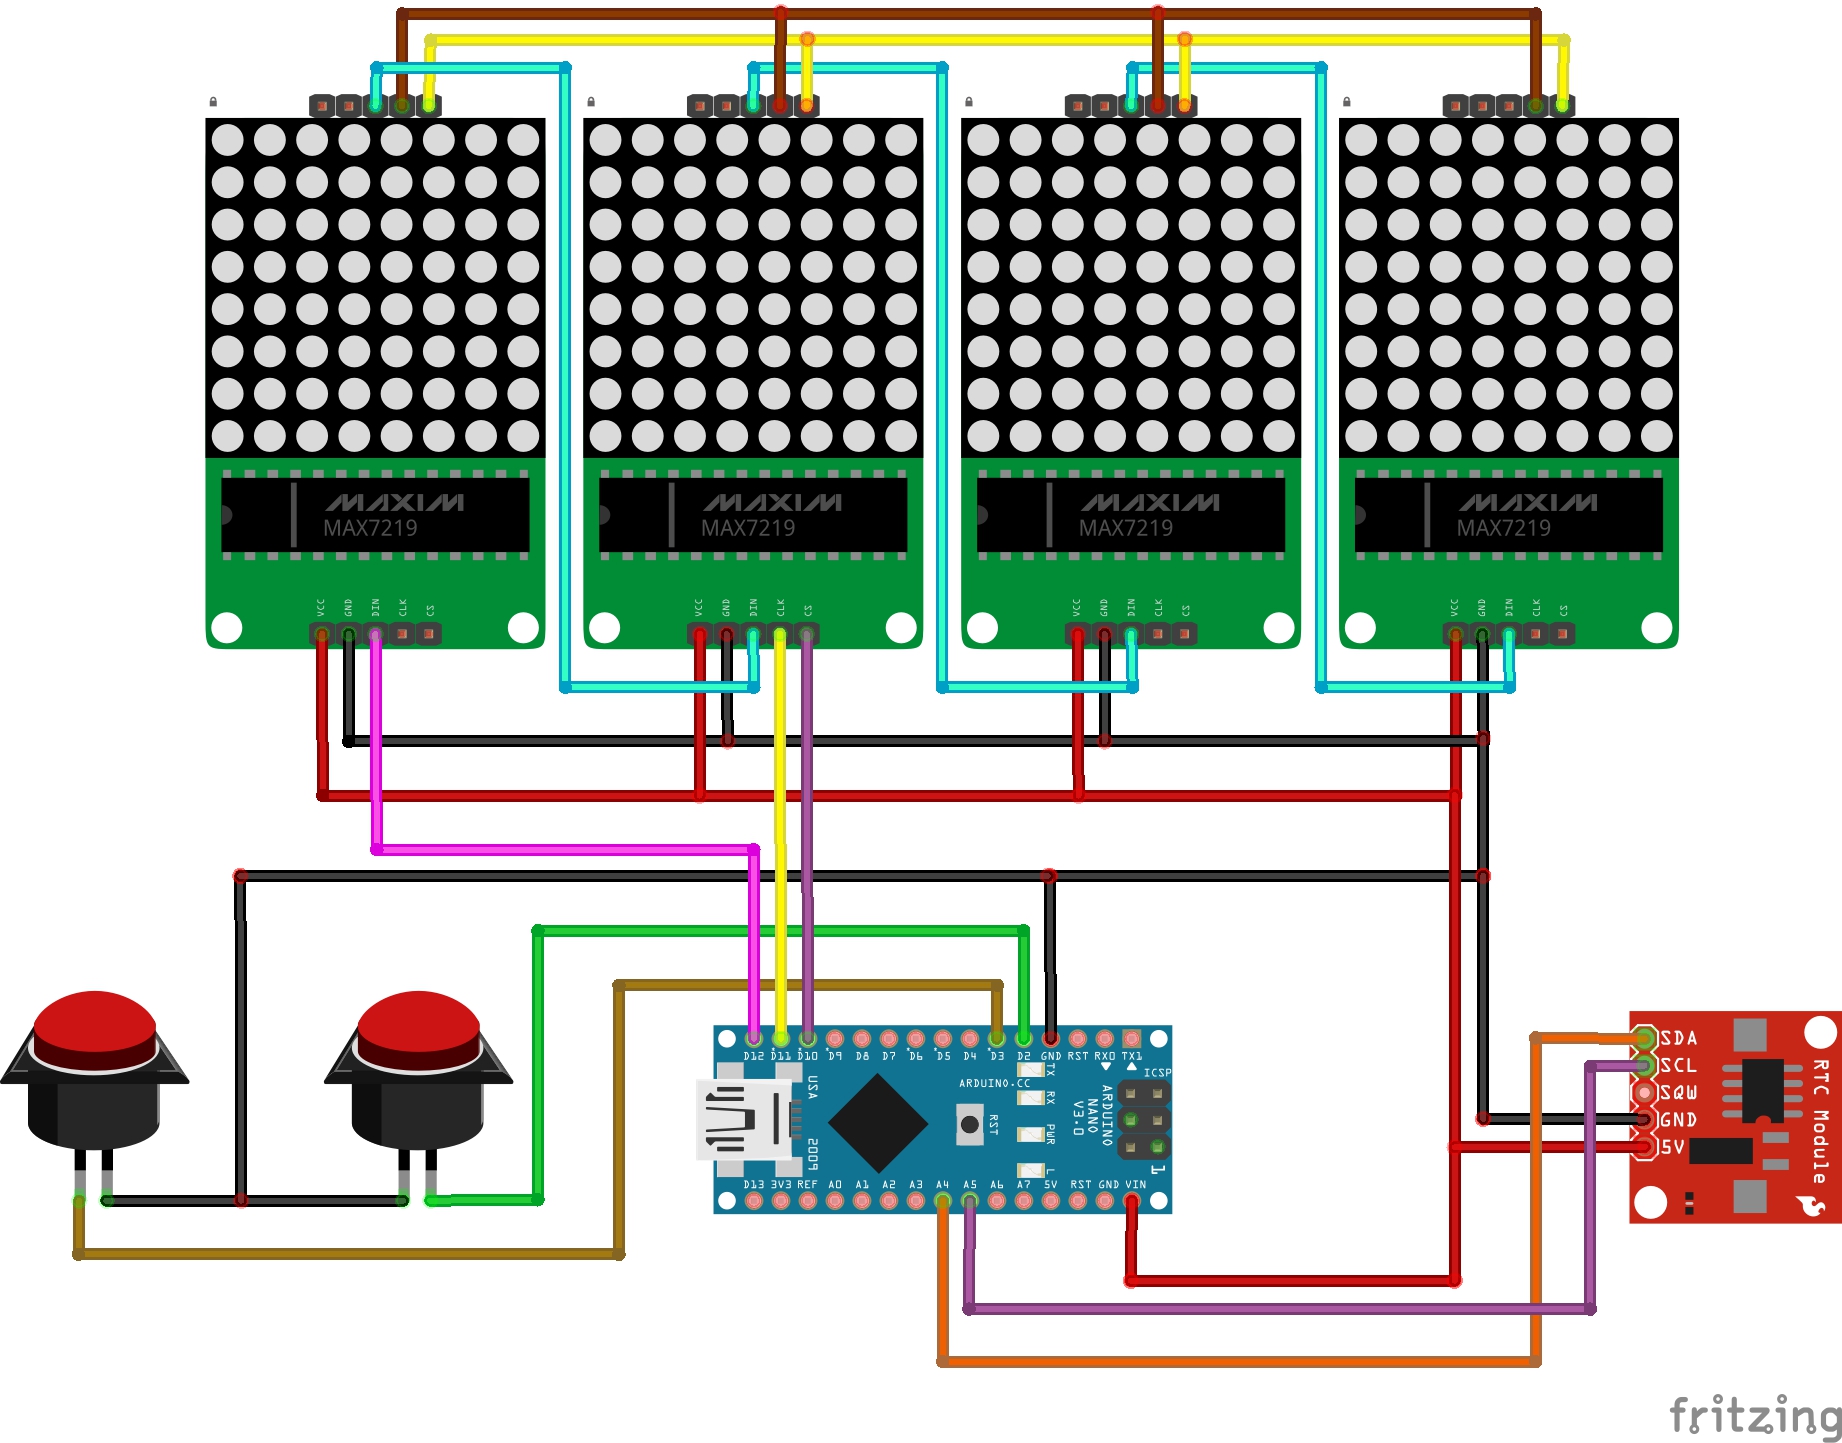 MAXIM
MAX7219
MAXIM
MAX7219
MAXIM
MAX7219
MAXIM
MAX7219
VCC GND DIN CLK CS
VCC GND DIN CLK CS
VCC GND DIN CLK CS
VCC GND DIN CLK CS
D12 D11 D10 D9 D8 D7 D6 D5 D4 D3 D2 GND RST RX0 TX1
ARDUINO.CC
ICSP
USA
2009
TX
RX
PWR
L
RST
ARDUINO
NANO
V3.0
1
D13 3V3 REF A0 A1 A2 A3 A4 A5 A6 A7 5V RST GND VIN
SDA
SCL
SQW
GND
5V
RTC Module
fritzing